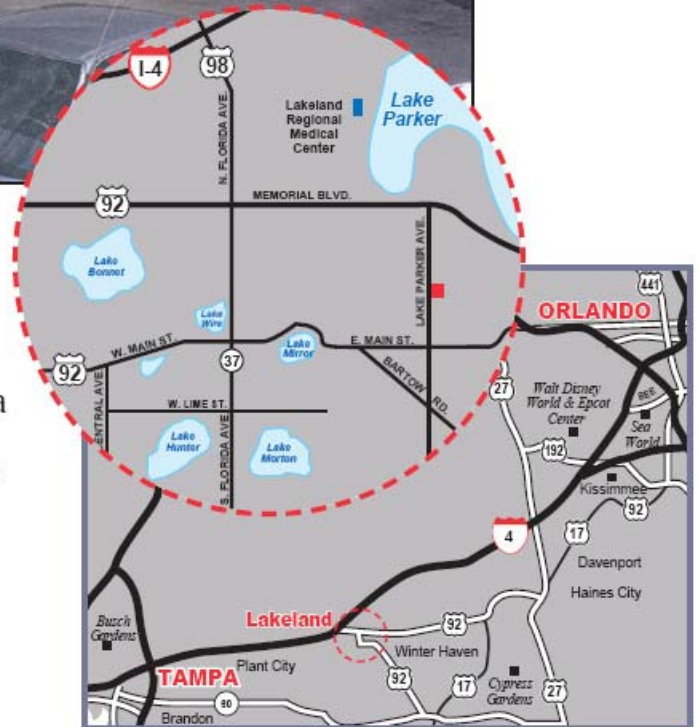 I-4
98
Lakeland
Regional
Medical
Center
Lake
Parker
N. FLORIDA AVE.
92
MEMORIAL BLVD.
Lake
Bonnet
LAKE PARKER AVE.
Lake
Wire
W. MAIN ST.
37
Lake
Mirror
E. MAIN ST.
92
BARTOW RD.
ENTRAL AVE.
W. LIME ST.
Lake
Hunter
S. FLORIDA AVE.
Lake
Morton
a
441
ORLANDO
27
Walt Disney
World & Epcot
Center
BEE
Sea
World
192
Kissimmee
92
4
17
Davenport
Haines City
Busch
Gardens
Lakeland
92
Winter Haven
Plant City
TAMPA
92
17
Cypress
Gardens
27
60
Brandon